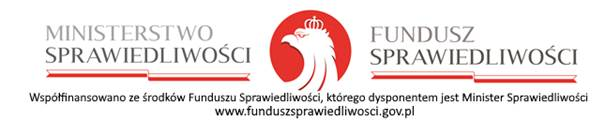 MINISTERSTWO
SPRAWIEDLIWOŚCI
FUNDUSZ
SPRAWIEDLIWOŚCI
Współfinansowano ze środków Funduszu Sprawiedliwości, którego dysponentem jest Minister Sprawiedliwości
www.funduszsprawiedliwosci.gov.pl